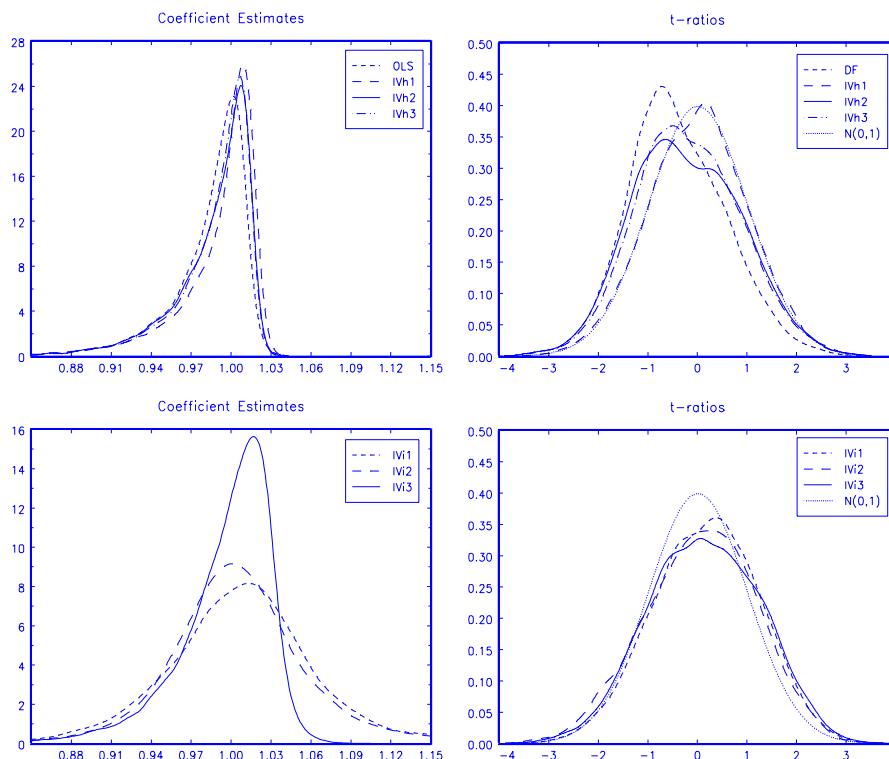 Coefficient Estimates
28
24
20
16
12
8
4
0
0.88 0.91 0.94 0.97 1.00 1.03 1.06 1.09 1.12 1.15
OLS
IVh1
IVh2
IVh3
t-ratios
0.50
0.45
0.40
0.35
0.30
0.25
0.20
0.15
0.10
0.05
0.00
-4 -3 -2 -1 0 1 2 3
DF
IVh1
IVh2
IVh3
N(0,1)
Coefficient Estimates
16
14
12
10
8
6
4
2
0
0.88 0.91 0.94 0.97 1.00 1.03 1.06 1.09 1.12 1.15
IVi1
IVi2
IVi3
t-ratios
0.50
0.45
0.40
0.35
0.30
0.25
0.20
0.15
0.10
0.05
0.00
-4 -3 -2 -1 0 1 2 3
IVi1
IVi2
IVi3
N(0,1)